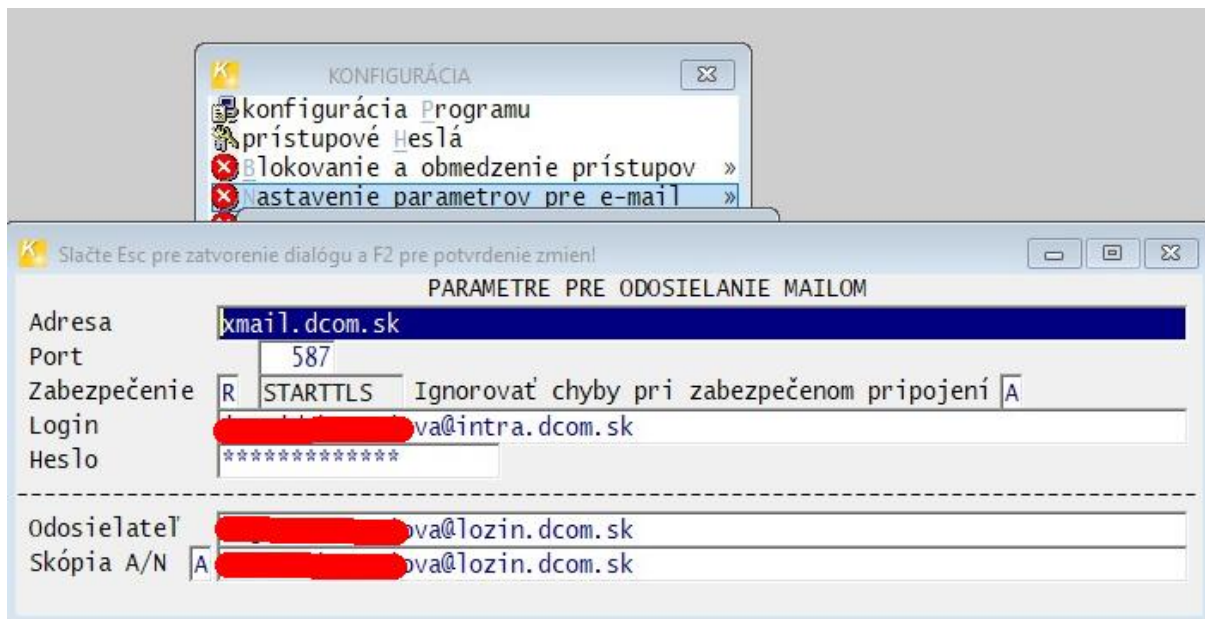 KONFIGURÁCIA
konfigurácia Programu
prístupové Heslá
Blokovanie a obmedzenie prístupov »
Nastavenie parametrov pre e-mail »
Slačte Esc pre zatvorenie dialógu a F2 pre potvrdenie zmien!
PARAMETRE PRE ODOSIELANIE MAILOM
Adresa xmail.dcom.sk
Port 587
Zabezpečenie R STARTTLS Ignorovať chyby pri zabezpečenom pripojení A
Login va@intra.dcom.sk
Heslo *************
Odosielateľ ova@lozin.dcom.sk
Skópia A/N A ova@lozin.dcom.sk